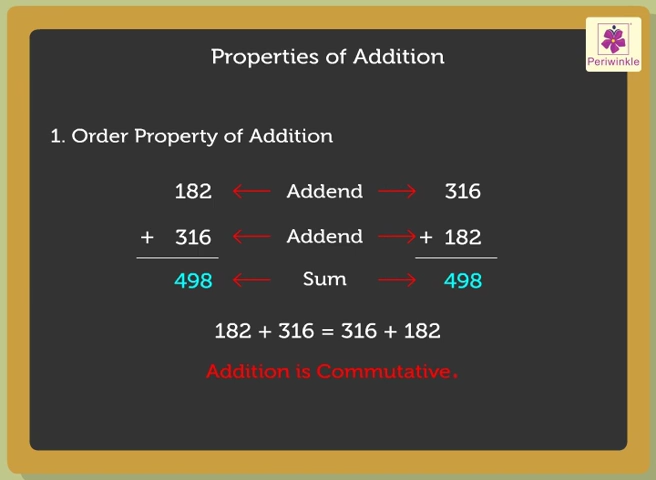 Properties of Addition
Periwinkle
1. Order Property of Addition
182 ← Addend → 316
+ 316 ← Addend → + 182
498 ← Sum → 498
182 + 316 = 316 + 182
Addition is Commutative.